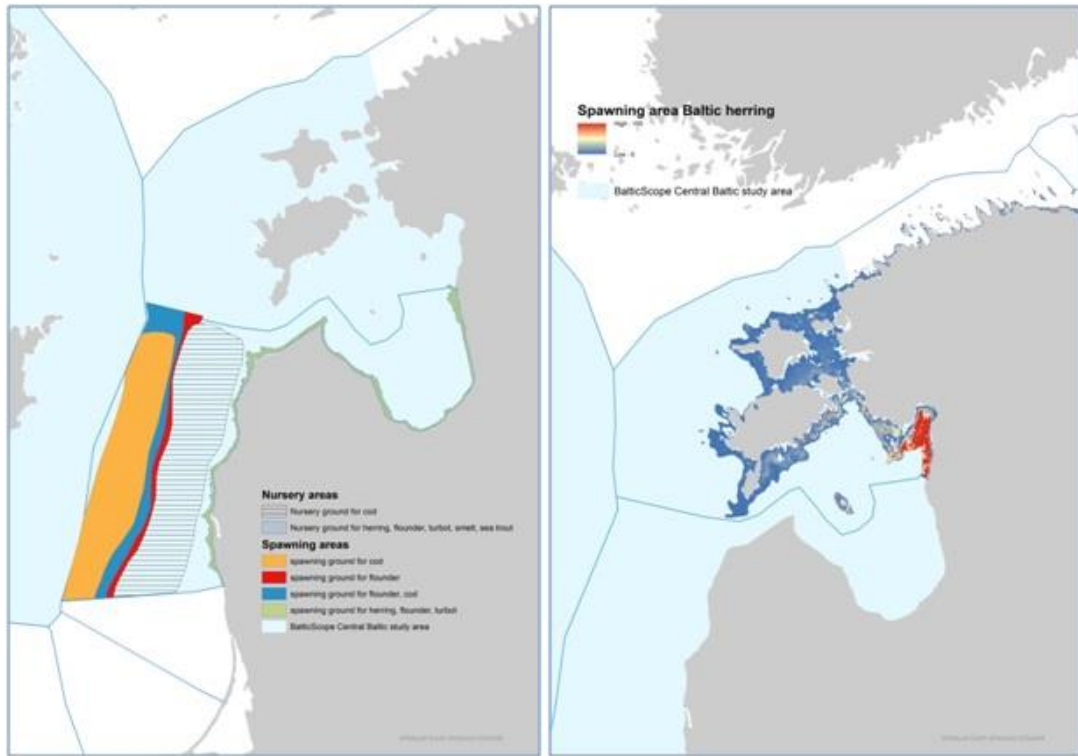 Nursery areas
Nursery ground for cod
Nursery ground for herring, flounder, turbot, smelt, sea trout
Spawning areas
spawning ground for cod
spawning ground for flounder
spawning ground for flounder, cod
spawning ground for herring, flounder, turbot
BalticScope Central Baltic study area
Spawning area Baltic herring
BalticScope Central Baltic study area